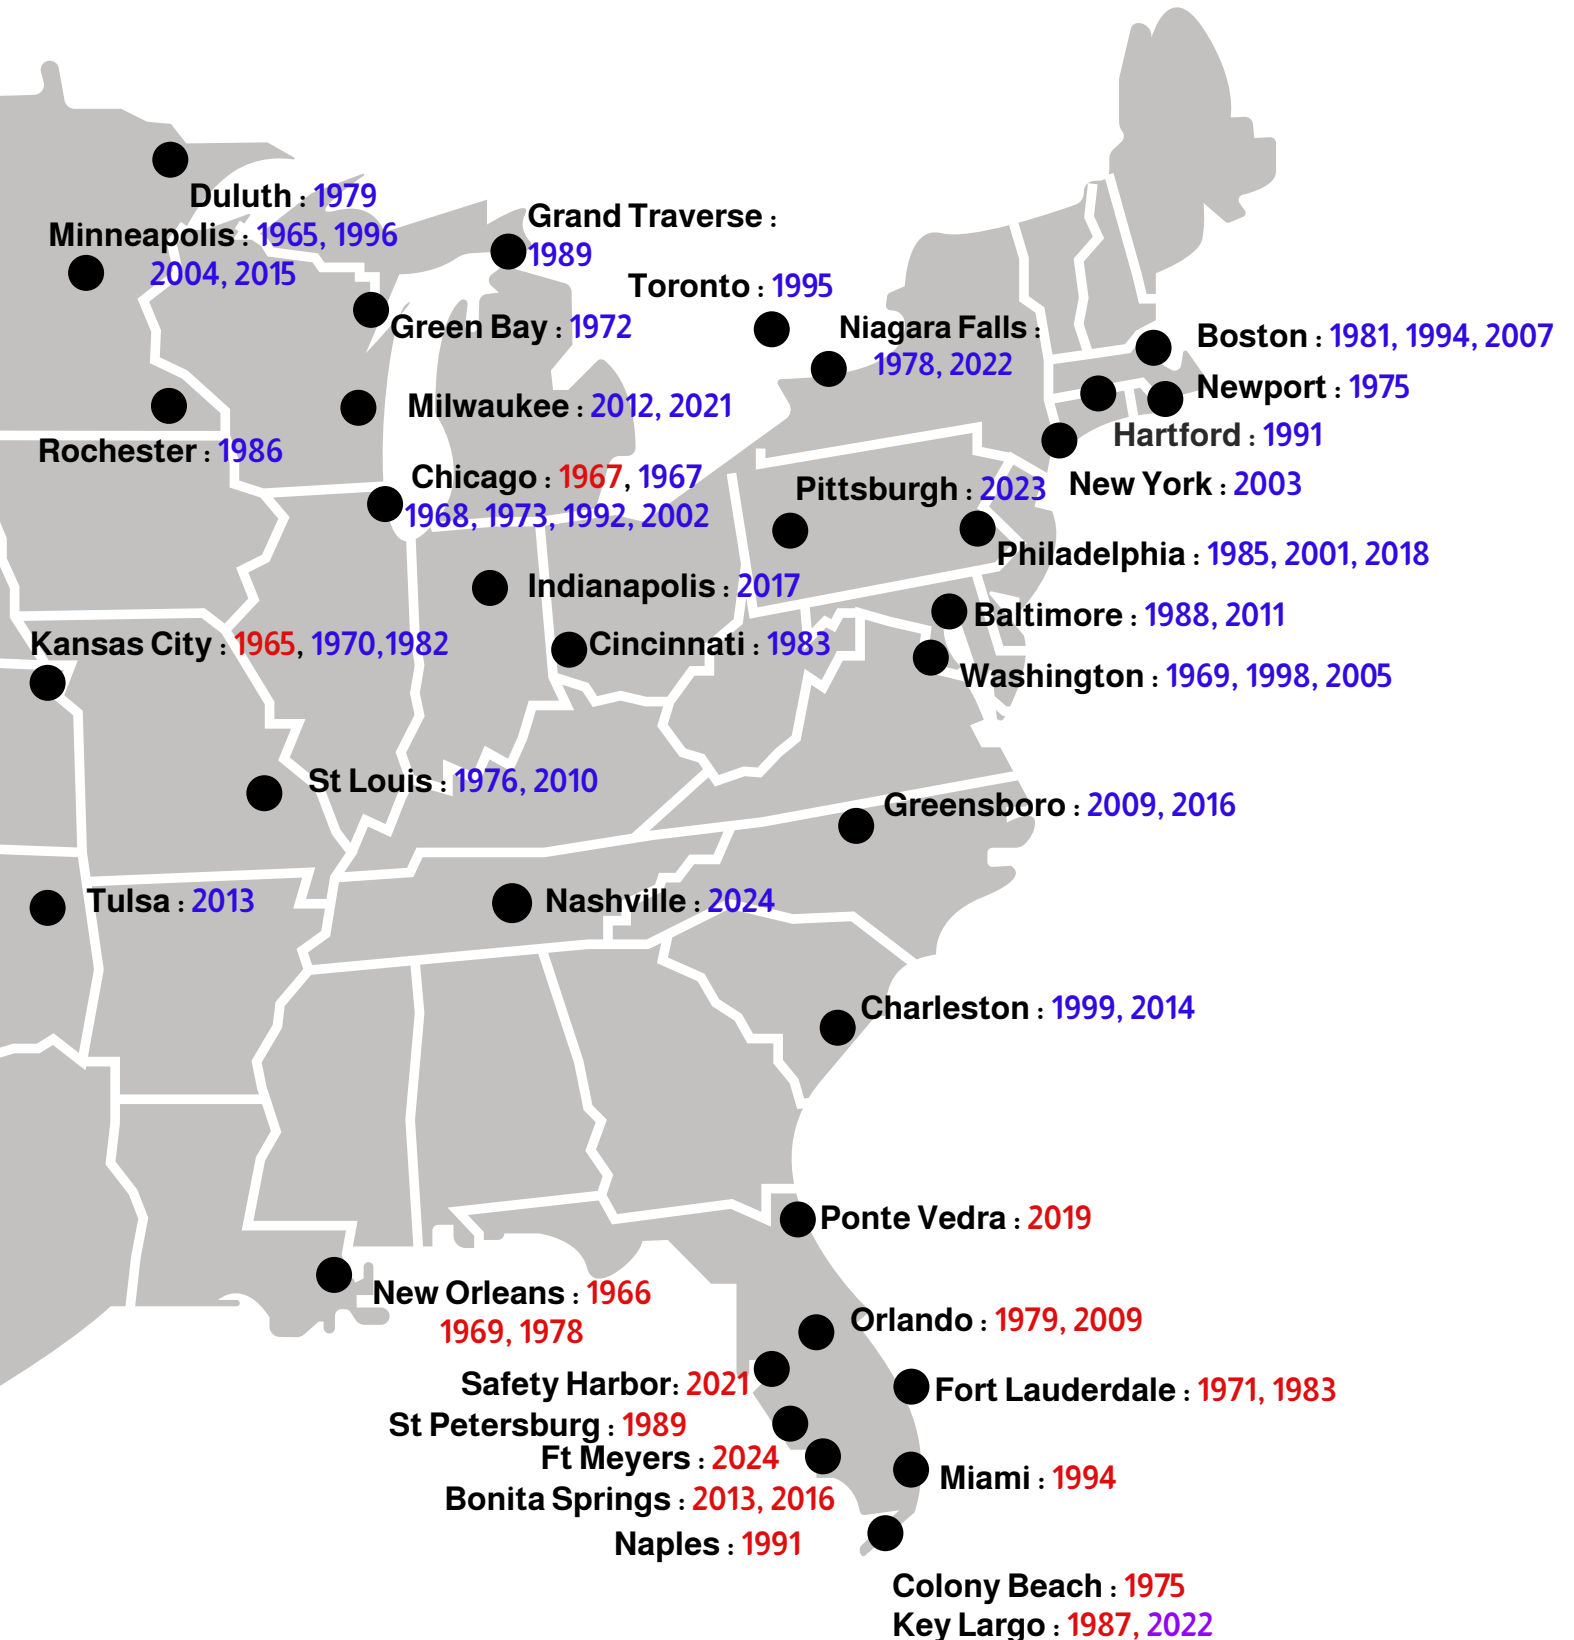 Duluth : 1979
Minneapolis : 1965, 1996
2004, 2015
Grand Traverse :
1989
Toronto : 1995
Green Bay : 1972
Niagara Falls :
1978, 2022
Boston : 1981, 1994, 2007
Newport : 1975
Milwaukee : 2012, 2021
Hartford : 1991
Rochester : 1986
Chicago : 1967, 1967
1968, 1973, 1992, 2002
Pittsburgh : 2023
New York : 2003
Philadelphia : 1985, 2001, 2018
Indianapolis : 2017
Baltimore : 1988, 2011
Kansas City : 1965, 1970,1982
Cincinnati : 1983
Washington : 1969, 1998, 2005
St Louis : 1976, 2010
Greensboro : 2009, 2016
Tulsa : 2013
Nashville : 2024
Charleston : 1999, 2014
Ponte Vedra : 2019
New Orleans : 1966
1969, 1978
Orlando : 1979, 2009
Safety Harbor: 2021
Fort Lauderdale : 1971, 1983
St Petersburg : 1989
Ft Meyers : 2024
Miami : 1994
Bonita Springs : 2013, 2016
Naples : 1991
Colony Beach : 1975
Key Largo : 1987, 2022